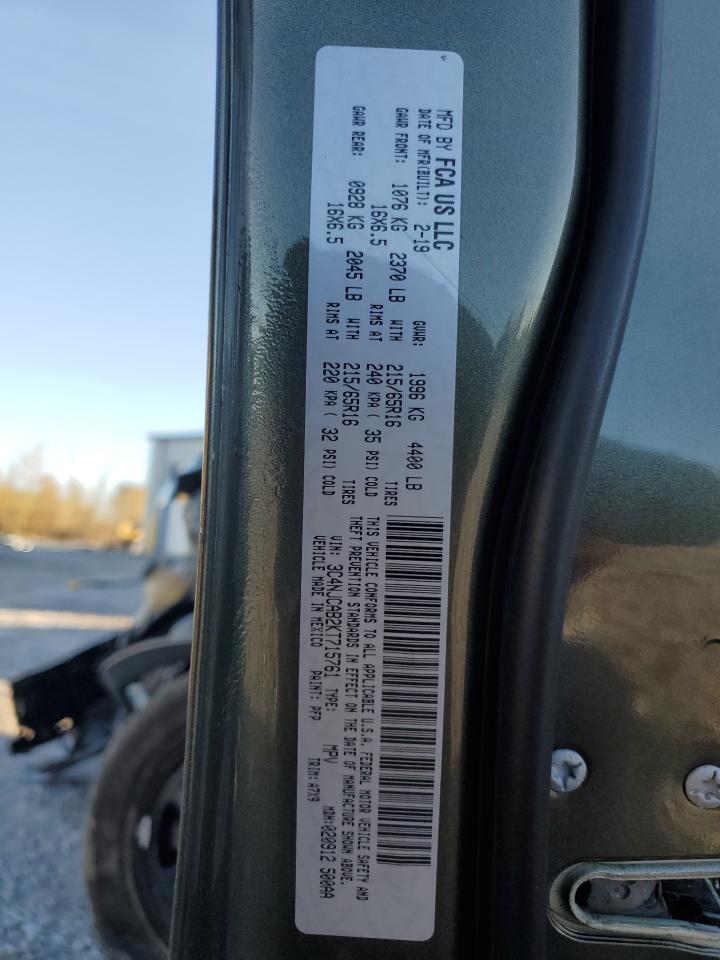 MFD BY FCA US LLC
DATE OF MFR(BUILT): 2-19 GVWR: 1996 KG 4400 LB
GAWR FRONT: 1076 KG 2370 LB WITH 215/65R16 TIRES
16X6.5 RIMS AT 240 KPA ( 35 PSI) COLD
GAWR REAR: 0928 KG 2045 LB WITH 215/65R16 TIRES
16X6.5 RIMS AT 220 KPA ( 32 PSI) COLD
THIS VEHICLE CONFORMS TO ALL APPLICABLE U.S.A. FEDERAL MOTOR VEHICLE SAFETY AND
THEFT PREVENTION STANDARDS IN EFFECT ON THE DATE OF MANUFACTURE SHOWN ABOVE.
VIN: 3C4NJCAB2KT715761 TYPE: MPV MDH:020912 500AA
VEHICLE MADE IN MEXICO PAINT: PFP TRIM: A7X9